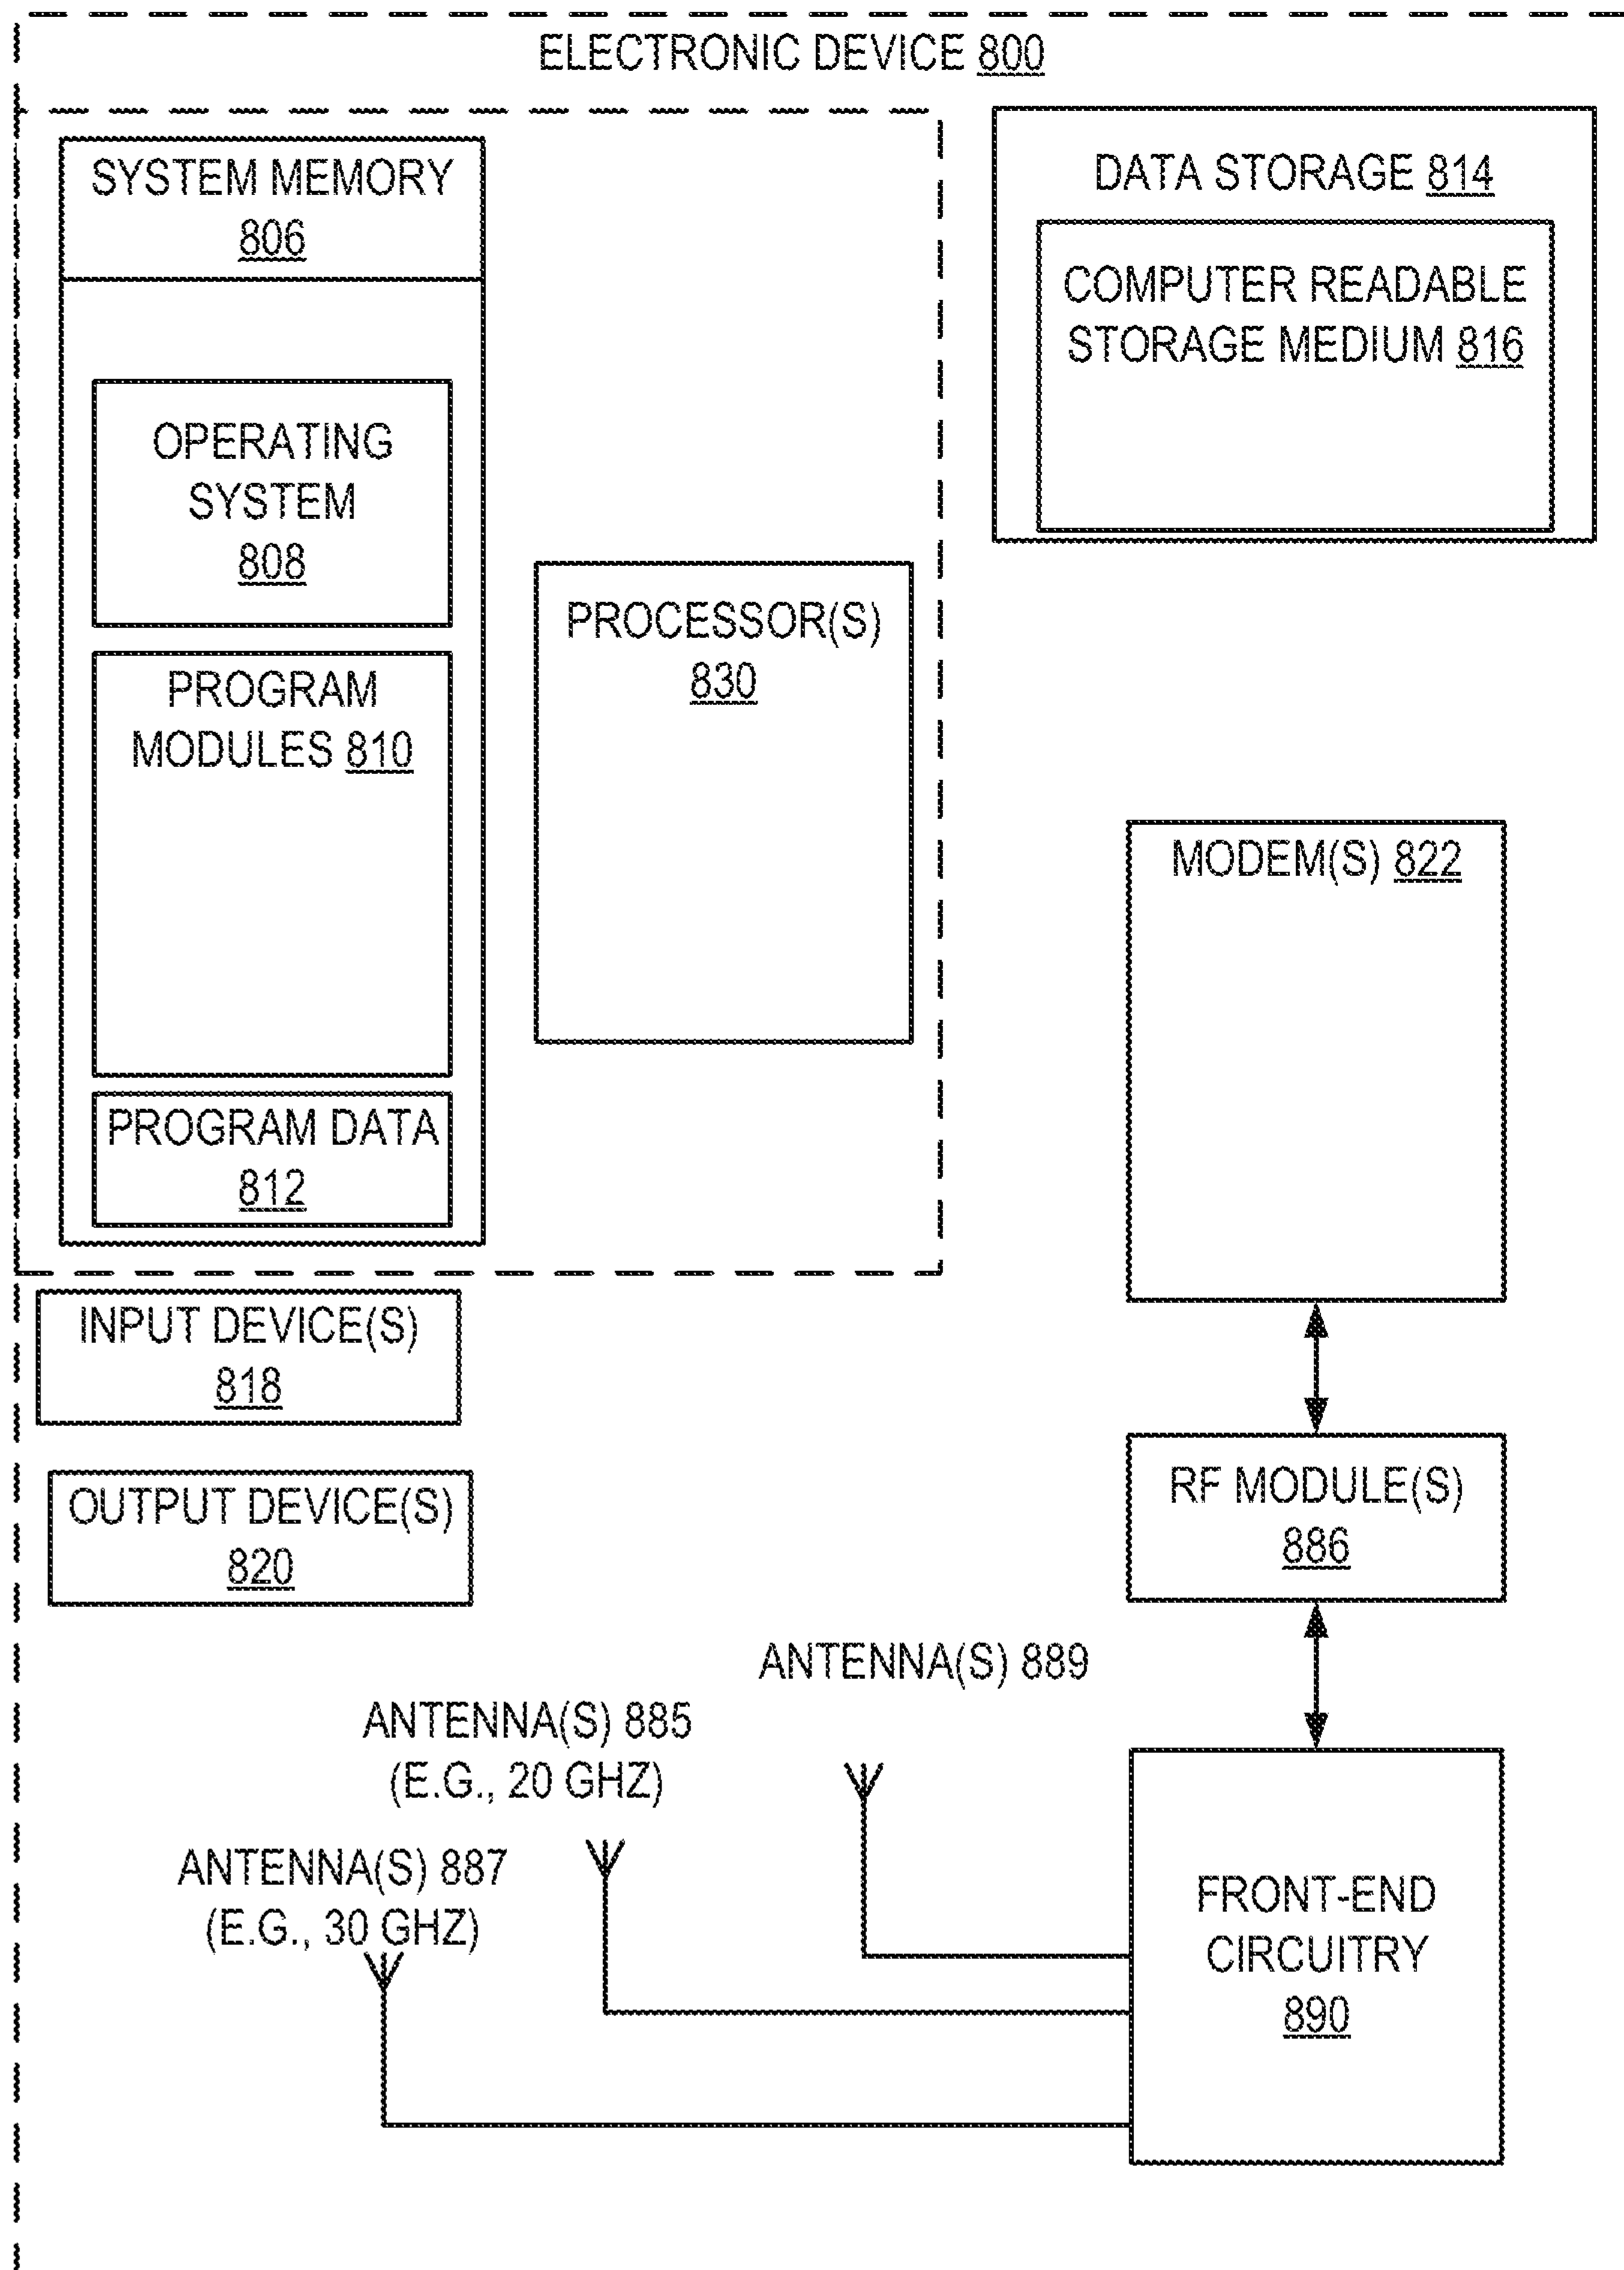 ELECTRONIC DEVICE 800
SYSTEM MEMORY
806
OPERATING
SYSTEM
808
PROGRAM
MODULES 810
PROGRAM DATA
812
PROCESSOR(S)
830
DATA STORAGE 814
COMPUTER READABLE
STORAGE MEDIUM 816
MODEM(S) 822
INPUT DEVICE(S)
818
OUTPUT DEVICE(S)
820
RF MODULE(S)
886
ANTENNA(S) 889
ANTENNA(S) 885
(E.G., 20 GHZ)
ANTENNA(S) 887
(E.G., 30 GHZ)
FRONT-END
CIRCUITRY
890